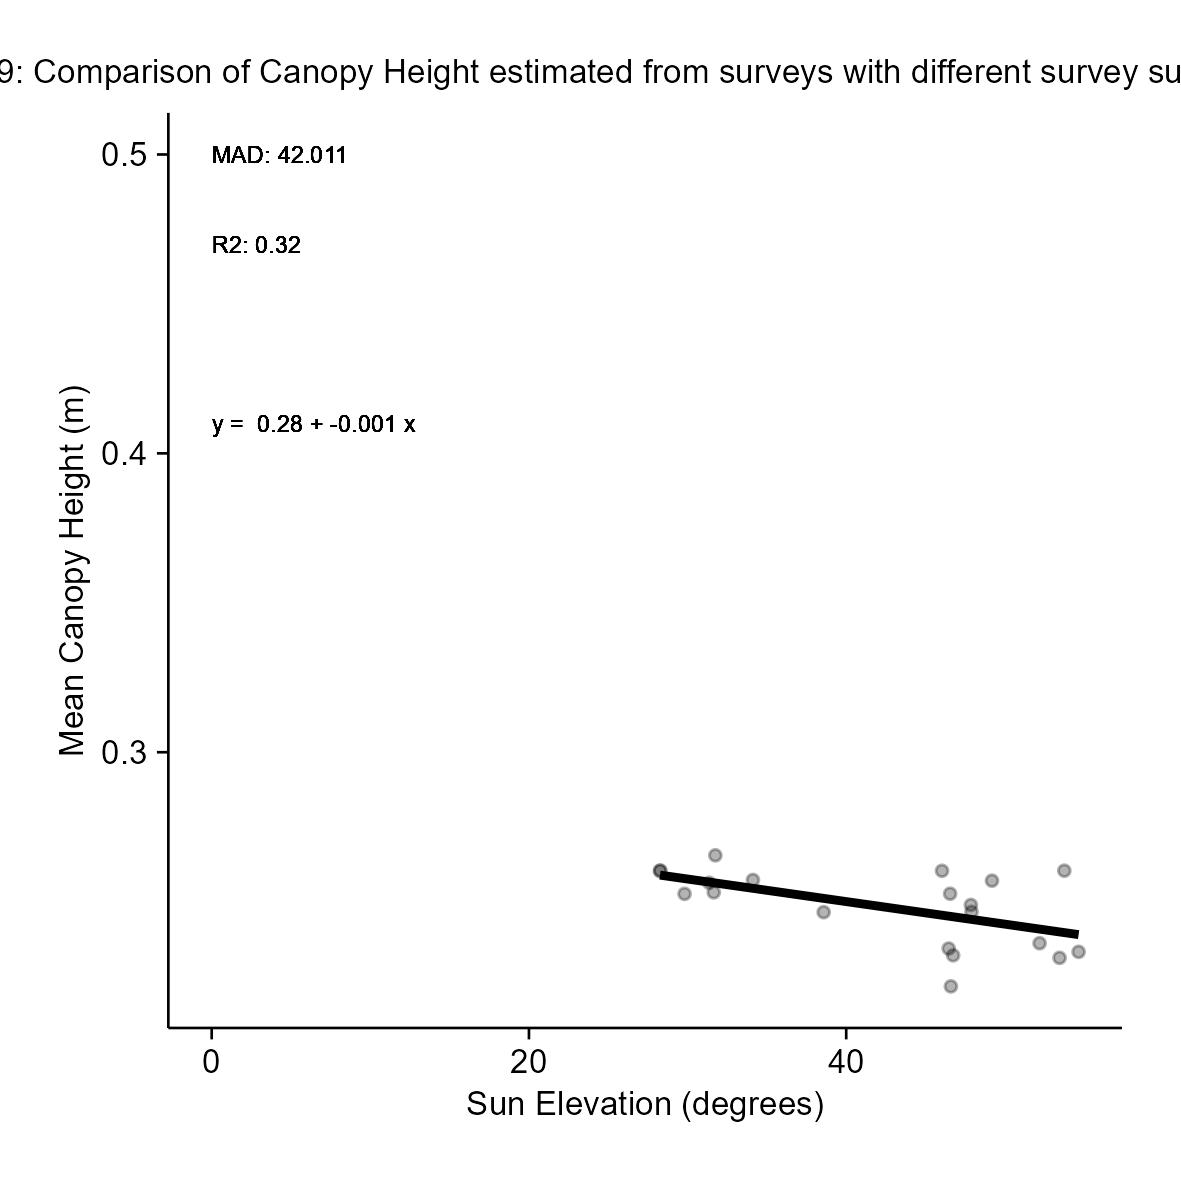 9: Comparison of Canopy Height estimated from surveys with different survey su
0.5
MAD: 42.011
R2: 0.32
y =  0.28 + -0.001 x
0.4
Mean Canopy Height (m)
0.3
0
20
40
Sun Elevation (degrees)